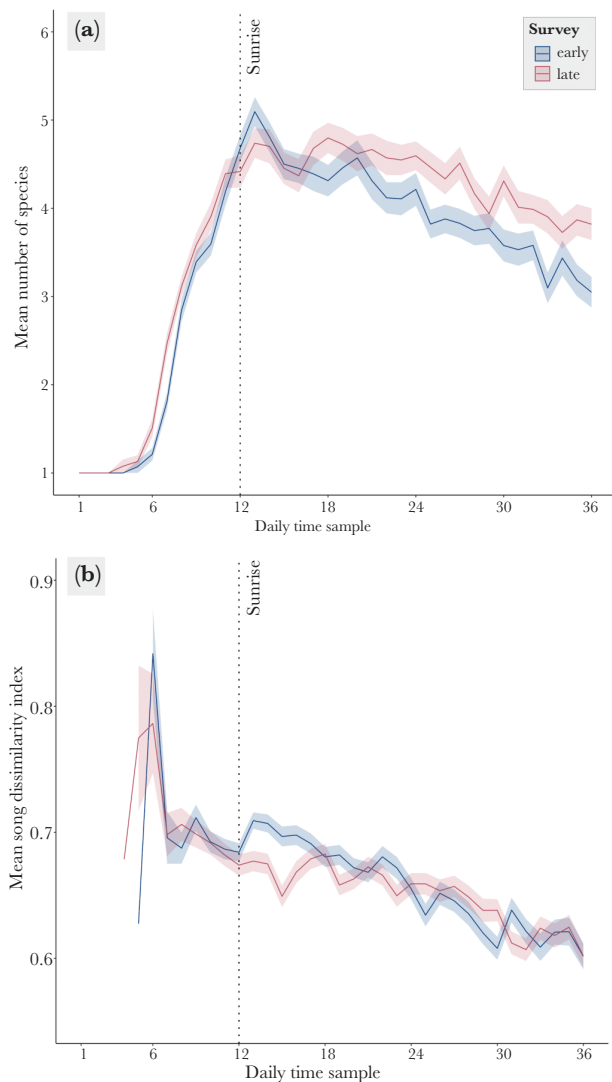 (a)
Sunrise
Survey
early
late
6
5
4
3
2
1
Mean number of species
1
6
12
18
24
30
36
Daily time sample
(b)
Sunrise
0.9
0.8
0.7
0.6
Mean song dissimilarity index
1
6
12
18
24
30
36
Daily time sample